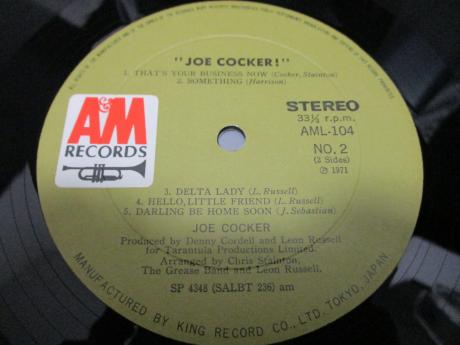 "JOE COCKER!"
1. THAT'S YOUR BUSINESS NOW (Cocker, Stainton)
2. SOMETHING (Harrison)
A&M
RECORDS
STEREO
33⅓ r.p.m.
AML-104
NO. 2
(2 Sides)
Ⓟ 1971
3. DELTA LADY (L. Russell)
4. HELLO, LITTLE FRIEND (L. Russell)
5. DARLING BE HOME SOON (J. Sebastian)
JOE COCKER
Produced by Denny Cordell and Leon Russell
for Tarantula Productions Limited.
Arranged by Chris Stainton,
The Grease Band and Leon Russell.
SP 4348 (SALBT 236) am
MANUFACTURED BY KING RECORD CO., LTD. TOKYO, JAPAN